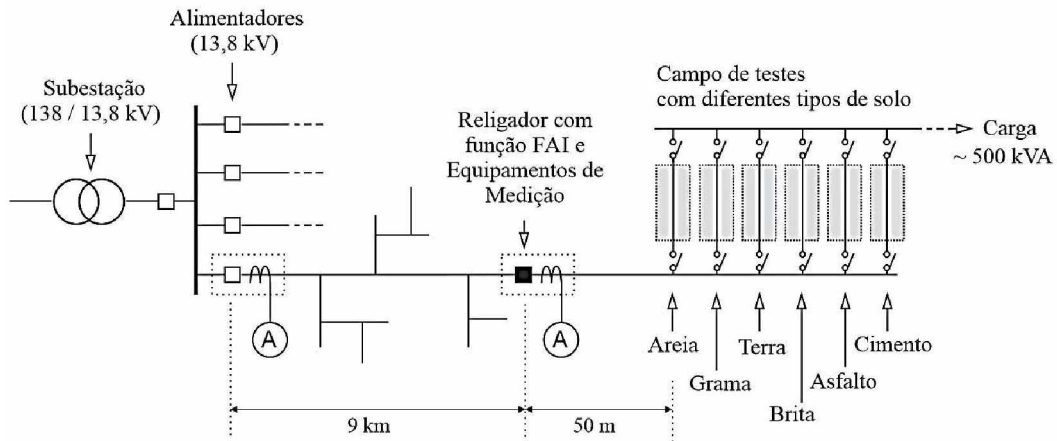 Alimentadores
(13,8 kV)
Subestação
(138 / 13,8 kV)
Religador com
função FAI e
Equipamentos de
Medição
Campo de testes
com diferentes tipos de solo
Carga
~ 500 kVA
A
A
Areia
Grama
Terra
Brita
Asfalto
Cimento
9 km
50 m